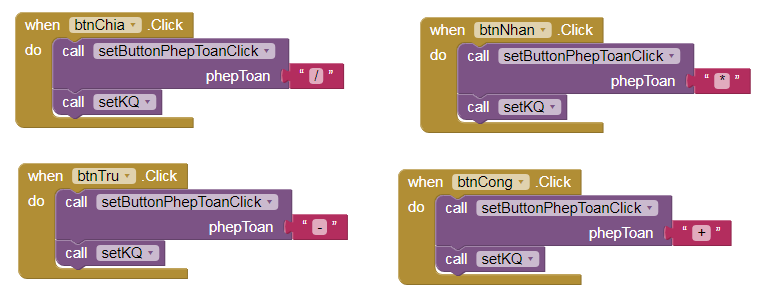 when btnChia .Click
do call setButtonPhepToanClick
phepToan " / "
call setKQ
when btnNhan .Click
do call setButtonPhepToanClick
phepToan " * "
call setKQ
when btnTru .Click
do call setButtonPhepToanClick
phepToan " - "
call setKQ
when btnCong .Click
do call setButtonPhepToanClick
phepToan " + "
call setKQ